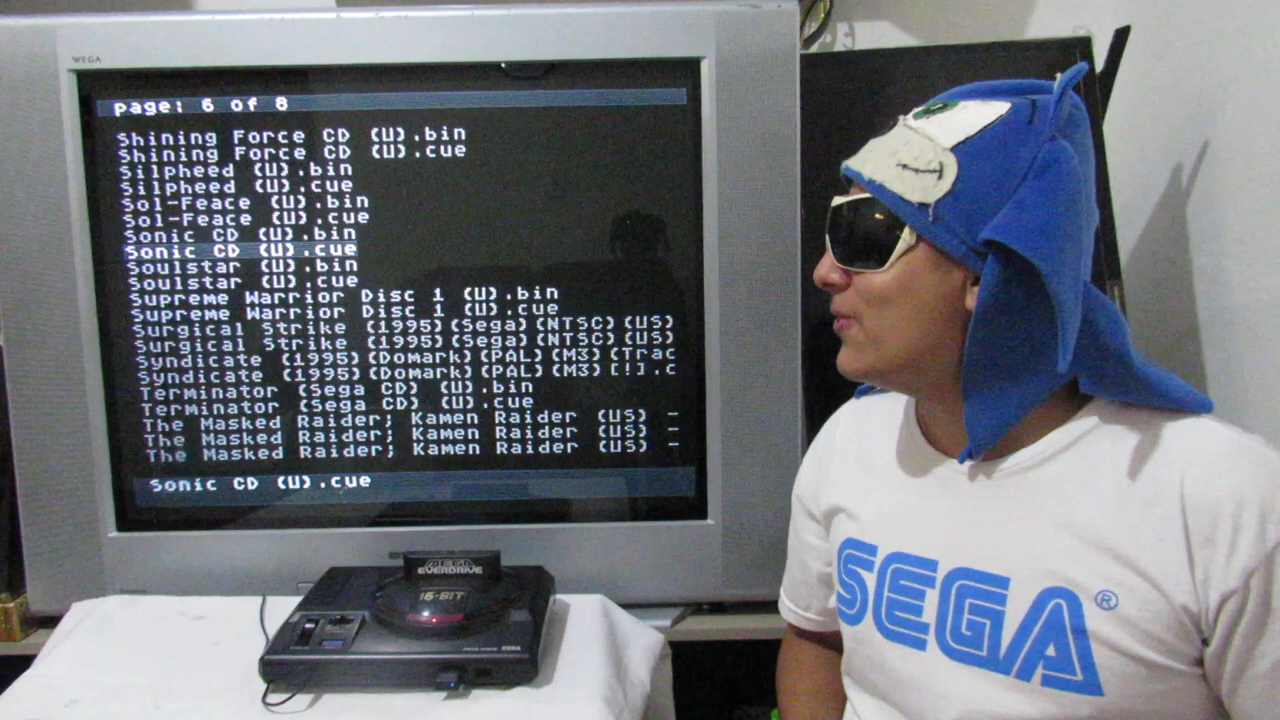 WEGA
page: 6 of 8
Shining Force CD (U).bin
Shining Force CD (U).cue
Silpheed (U).bin
Silpheed (U).cue
Sol-Feace (U).bin
Sol-Feace (U).cue
Sonic CD (U).bin
Sonic CD (U).cue
Soulstar (U).bin
Soulstar (U).cue
Supreme Warrior Disc 1 (U).bin
Supreme Warrior Disc 1 (U).cue
Surgical Strike (1995)(Sega)(NTSC)(US)
Surgical Strike (1995)(Sega)(NTSC)(US)
Syndicate (1995)(Domark)(PAL)(M3)(Trac
Syndicate (1995)(Domark)(PAL)(M3)[!].c
Terminator (Sega CD) (U).bin
Terminator (Sega CD) (U).cue
The Masked Raider; Kamen Raider (US) -
The Masked Raider; Kamen Raider (US) -
The Masked Raider; Kamen Raider (US) -
Sonic CD (U).cue
MEGA
EVERDRIVE
16-BIT
SEGA
SEGA®